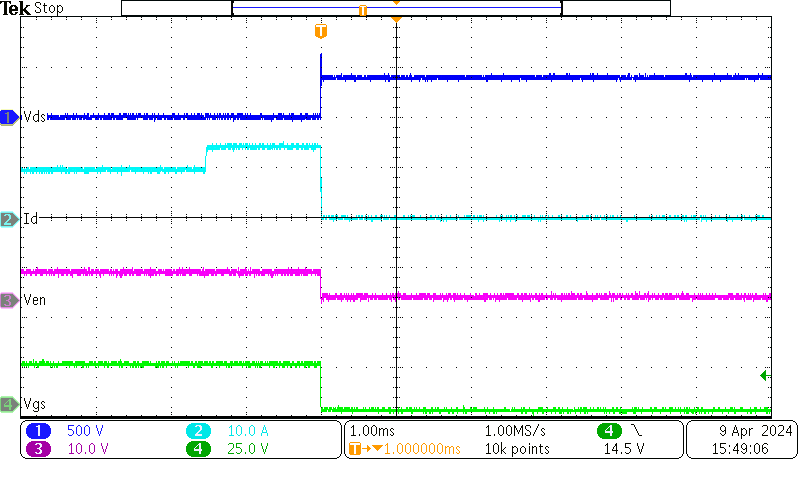 Tek Stop
T
T
1 Vds
2 Id
3 Ven
4 Vgs
1 500 V 2 10.0 A 1.00ms 1.00MS/s 4 9 Apr 2024
3 10.0 V 4 25.0 V T→▼1.000000ms 10k points 14.5 V 15:49:06